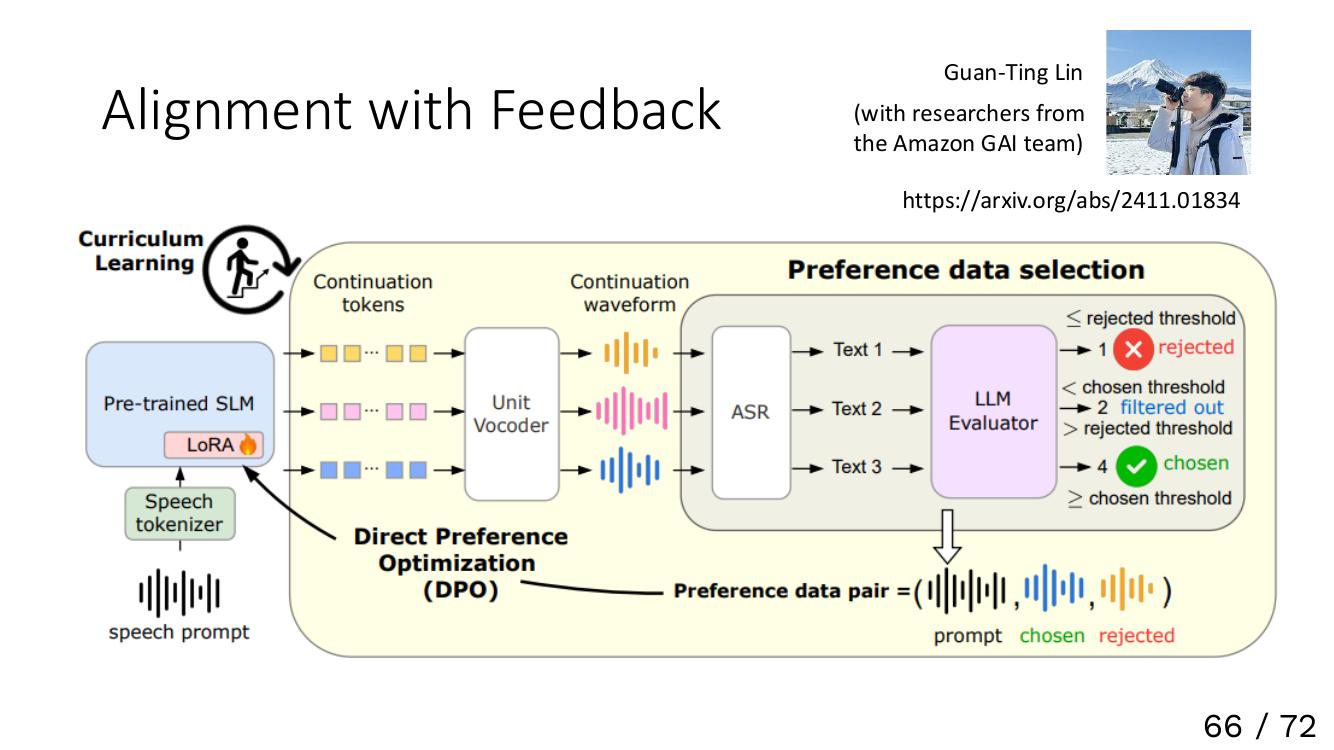 Alignment with Feedback
Guan-Ting Lin
(with researchers from
the Amazon GAI team)
https://arxiv.org/abs/2411.01834
Curriculum
Learning
Preference data selection
Continuation
tokens
Continuation
waveform
Pre-trained SLM
LoRA
Speech
tokenizer
speech prompt
Unit
Vocoder
ASR
Text 1
Text 2
Text 3
LLM
Evaluator
≤ rejected threshold
1 rejected
< chosen threshold
2 filtered out
> rejected threshold
4 chosen
≥ chosen threshold
Direct Preference
Optimization
(DPO)
Preference data pair = ( , , )
prompt chosen rejected
66 / 72